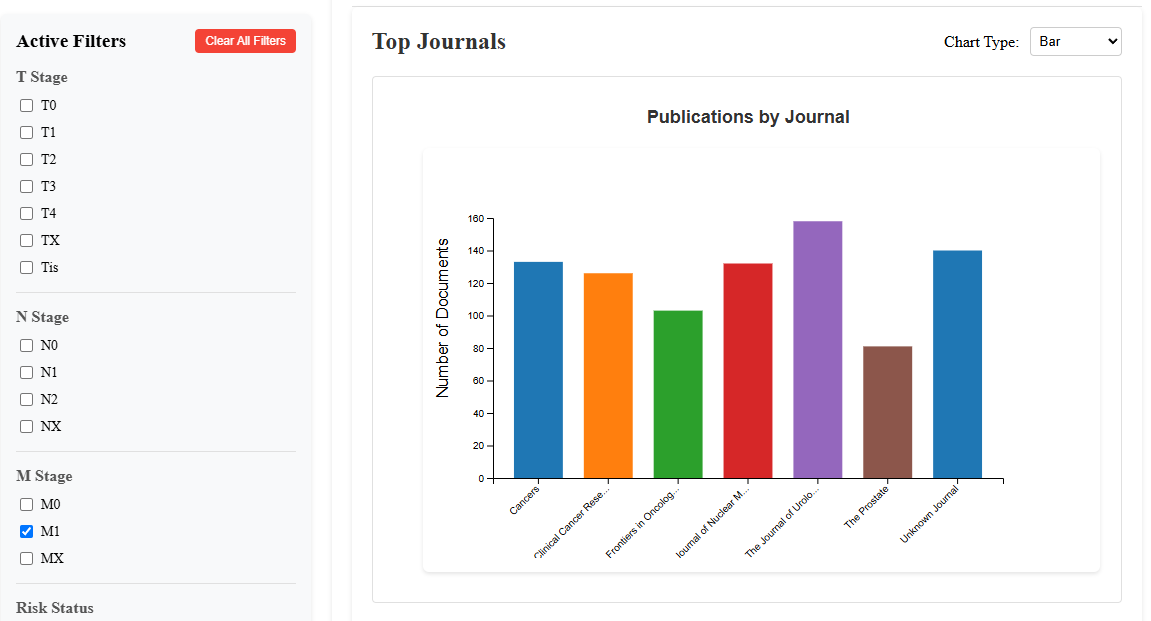 Active Filters
Clear All Filters
T Stage
T0
T1
T2
T3
T4
TX
Tis
N Stage
N0
N1
N2
NX
M Stage
M0
M1
MX
Risk Status
Top Journals
Chart Type:
Bar
Publications by Journal
Number of Documents
160
140
120
100
80
60
40
20
0
Cancers
Clinical Cancer Rese...
Frontiers in Oncolog...
Journal of Nuclear M...
The Journal of Urolo...
The Prostate
Unknown Journal